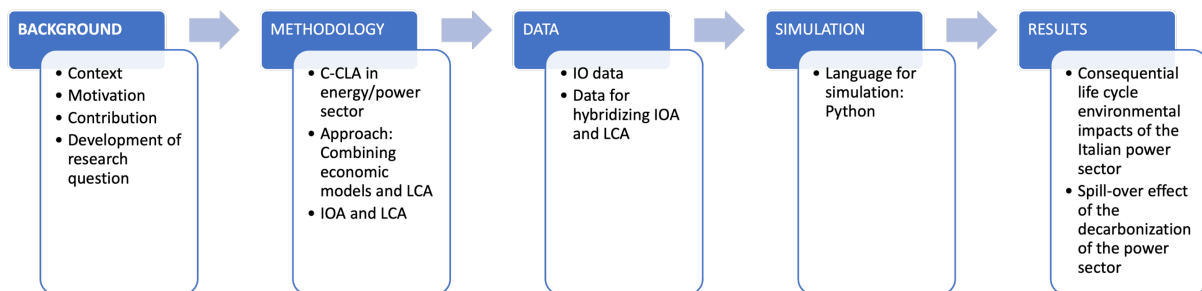 BACKGROUND
• Context
• Motivation
• Contribution
• Development of
research
question
METHODOLOGY
• C-CLA in
energy/power
sector
• Approach:
Combining
economic
models and LCA
• IOA and LCA
DATA
• IO data
• Data for
hybridizing IOA
and LCA
SIMULATION
• Language for
simulation:
Python
RESULTS
• Consequential
life cycle
environmental
impacts of the
Italian power
sector
• Spill-over effect
of the
decarbonization
of the power
sector